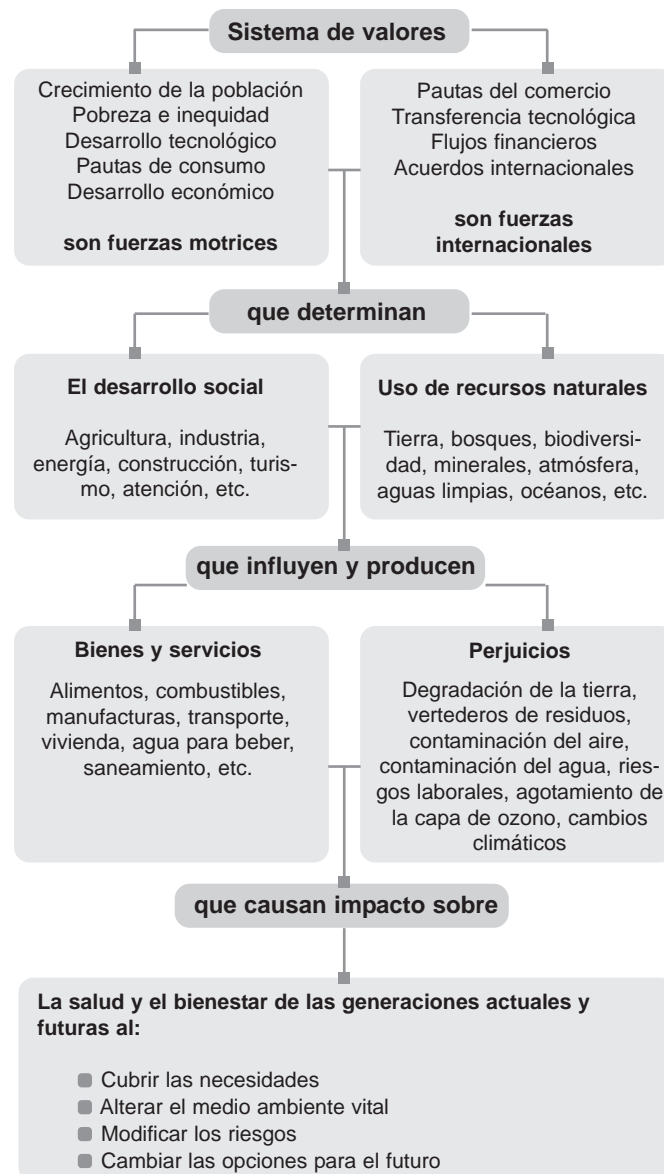 Sistema de valores
Crecimiento de la población
Pobreza e inequidad
Desarrollo tecnológico
Pautas de consumo
Desarrollo económico
son fuerzas motrices
Pautas del comercio
Transferencia tecnológica
Flujos financieros
Acuerdos internacionales
son fuerzas
internacionales
que determinan
El desarrollo social
Agricultura, industria,
energía, construcción, turis-
mo, atención, etc.
Uso de recursos naturales
Tierra, bosques, biodiversi-
dad, minerales, atmósfera,
aguas limpias, océanos, etc.
que influyen y producen
Bienes y servicios
Alimentos, combustibles,
manufacturas, transporte,
vivienda, agua para beber,
saneamiento, etc.
Perjuicios
Degradación de la tierra,
vertederos de residuos,
contaminación del aire,
contaminación del agua, ries-
gos laborales, agotamiento de
la capa de ozono, cambios
climáticos
que causan impacto sobre
La salud y el bienestar de las generaciones actuales y
futuras al:
Cubrir las necesidades
Alterar el medio ambiente vital
Modificar los riesgos
Cambiar las opciones para el futuro